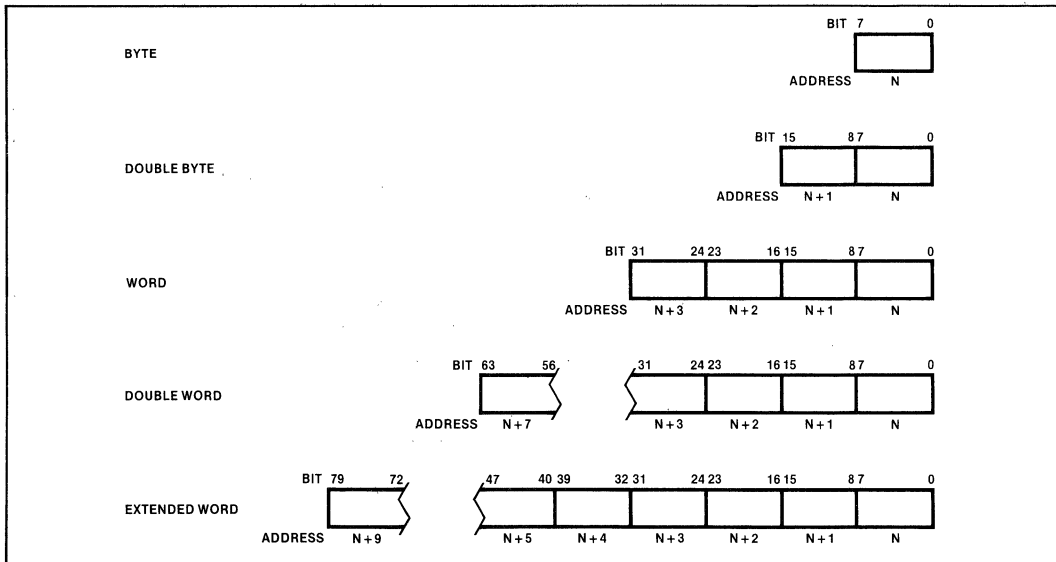 BIT 7 0
BYTE
ADDRESS N
BIT 15 8 7 0
DOUBLE BYTE
ADDRESS N + 1 N
BIT 31 24 23 16 15 8 7 0
WORD
ADDRESS N + 3 N + 2 N + 1 N
BIT 63 56 31 24 23 16 15 8 7 0
DOUBLE WORD
ADDRESS N + 7 N + 3 N + 2 N + 1 N
BIT 79 72 47 40 39 32 31 24 23 16 15 8 7 0
EXTENDED WORD
ADDRESS N + 9 N + 5 N + 4 N + 3 N + 2 N + 1 N